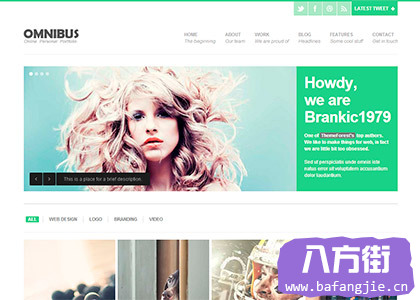 LATEST TWEET
OMNIBUS
Online Personal Portfolio
HOME
The beginning
ABOUT
Our team
WORK
We are proud of
BLOG
Headlines
FEATURES
Some cool stuff
CONTACT
Get in touch
Howdy,
we are
Brankic1979
One of ThemeForest's top authors.
We like to make things for web, in fact
we are little bit too obsessed.
Sed ut perspiciatis unde omnis iste
natus error sit voluptatem accusantium
dolor laudantium.
This is a place for a brief description.
ALL
WEB DESIGN
LOGO
BRANDING
VIDEO
八方街
www.bafangjie.cn